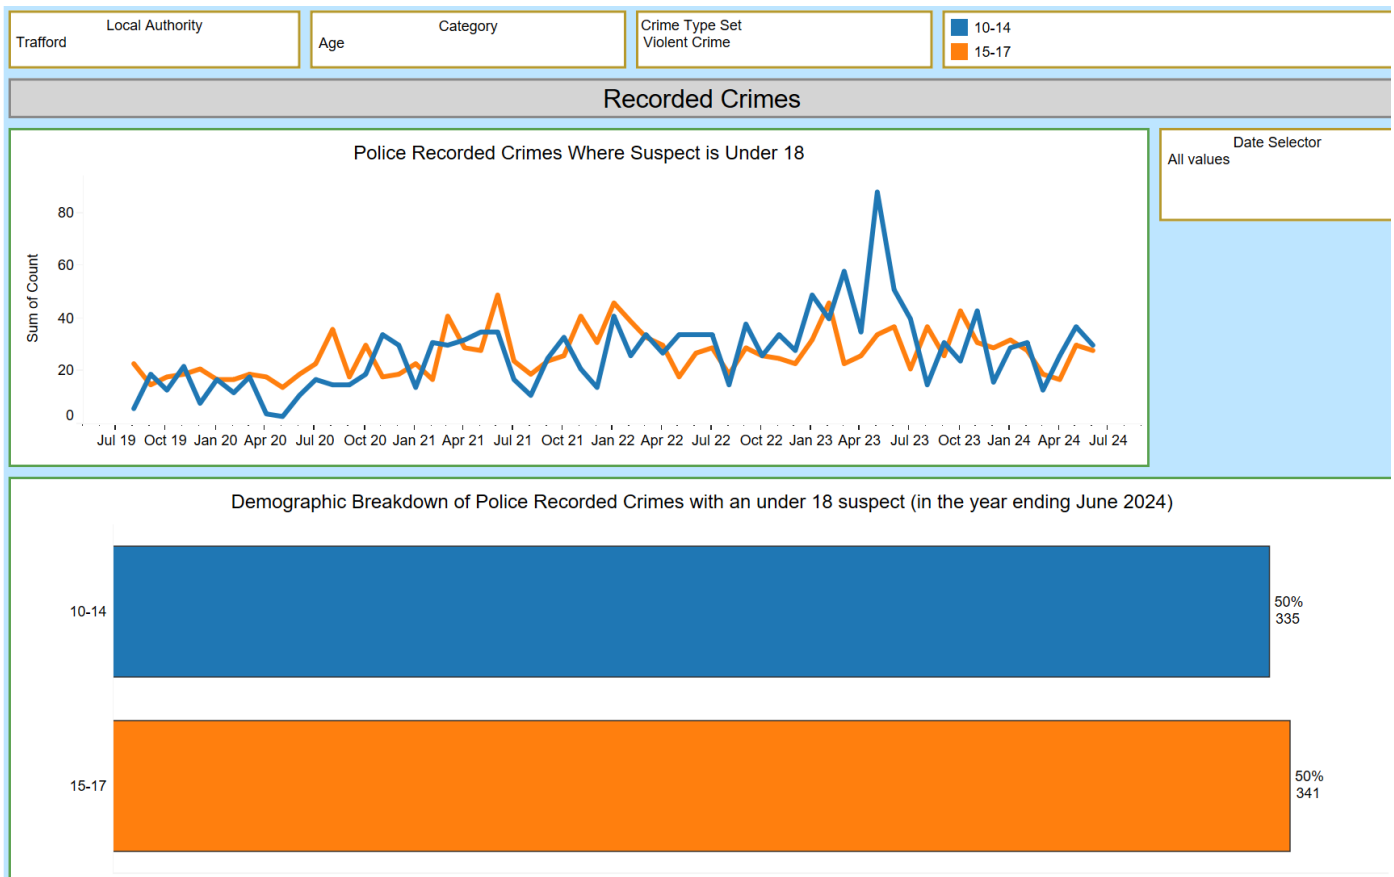 Local Authority
Trafford
Category
Age
Crime Type Set
Violent Crime
10-14
15-17
Recorded Crimes
Police Recorded Crimes Where Suspect is Under 18
Date Selector
All values
Sum of Count
80
60
40
20
0
Jul 19 Oct 19 Jan 20 Apr 20 Jul 20 Oct 20 Jan 21 Apr 21 Jul 21 Oct 21 Jan 22 Apr 22 Jul 22 Oct 22 Jan 23 Apr 23 Jul 23 Oct 23 Jan 24 Apr 24 Jul 24
Demographic Breakdown of Police Recorded Crimes with an under 18 suspect (in the year ending June 2024)
10-14
50%
335
15-17
50%
341